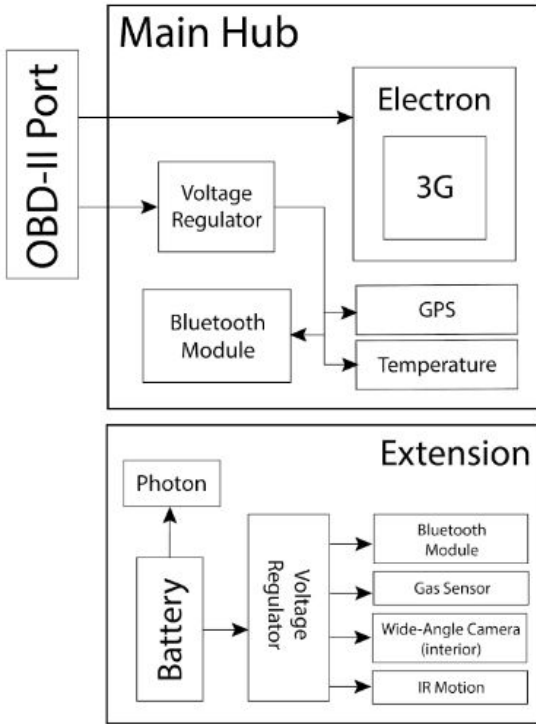 Main Hub
OBD-II Port
Electron
3G
Voltage
Regulator
Bluetooth
Module
GPS
Temperature
Extension
Photon
Battery
Voltage
Regulator
Bluetooth
Module
Gas Sensor
Wide-Angle Camera
(interior)
IR Motion